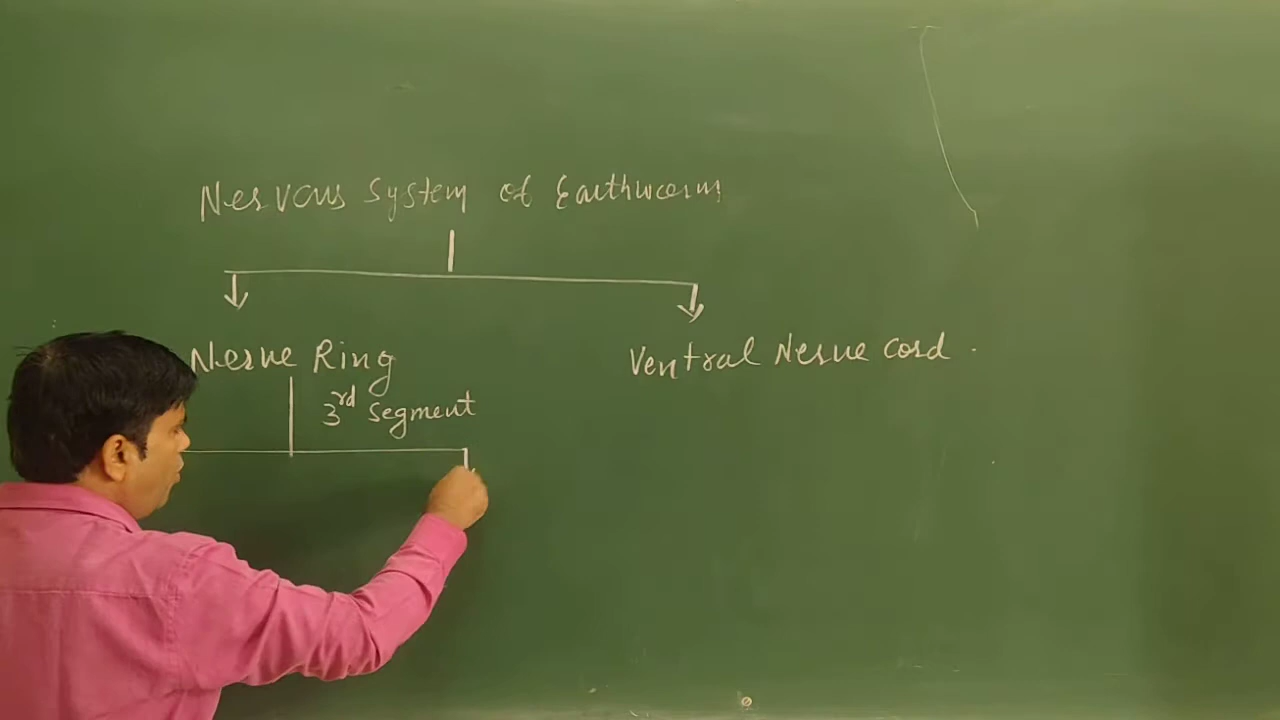 Nervous System of Earthworm
Nerve Ring
Ventral Nerve Cord.
3rd Segment